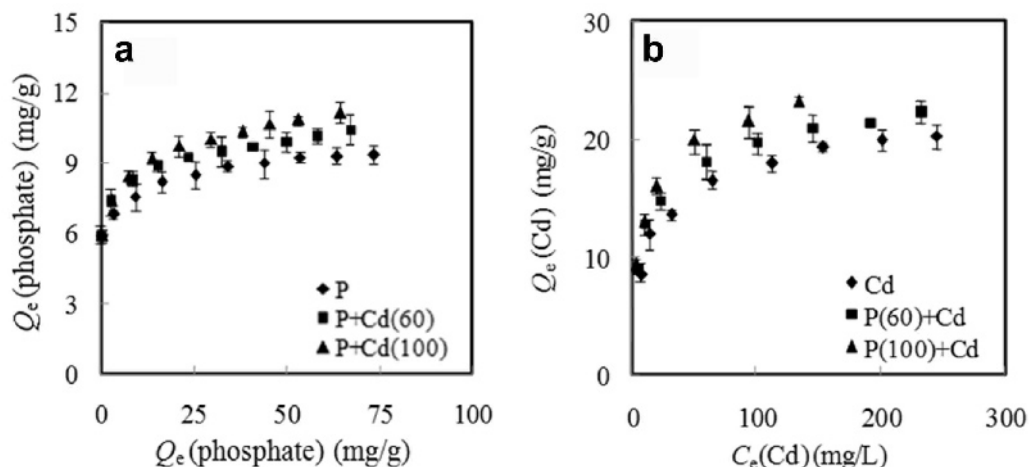 a
15
12
9
6
3
0
Qe(phosphate) (mg/g)
P
P+Cd(60)
P+Cd(100)
0 25 50 75 100
Qe(phosphate) (mg/g)
b
30
20
10
0
Qe(Cd) (mg/g)
Cd
P(60)+Cd
P(100)+Cd
0 100 200 300
Ce(Cd)(mg/L)